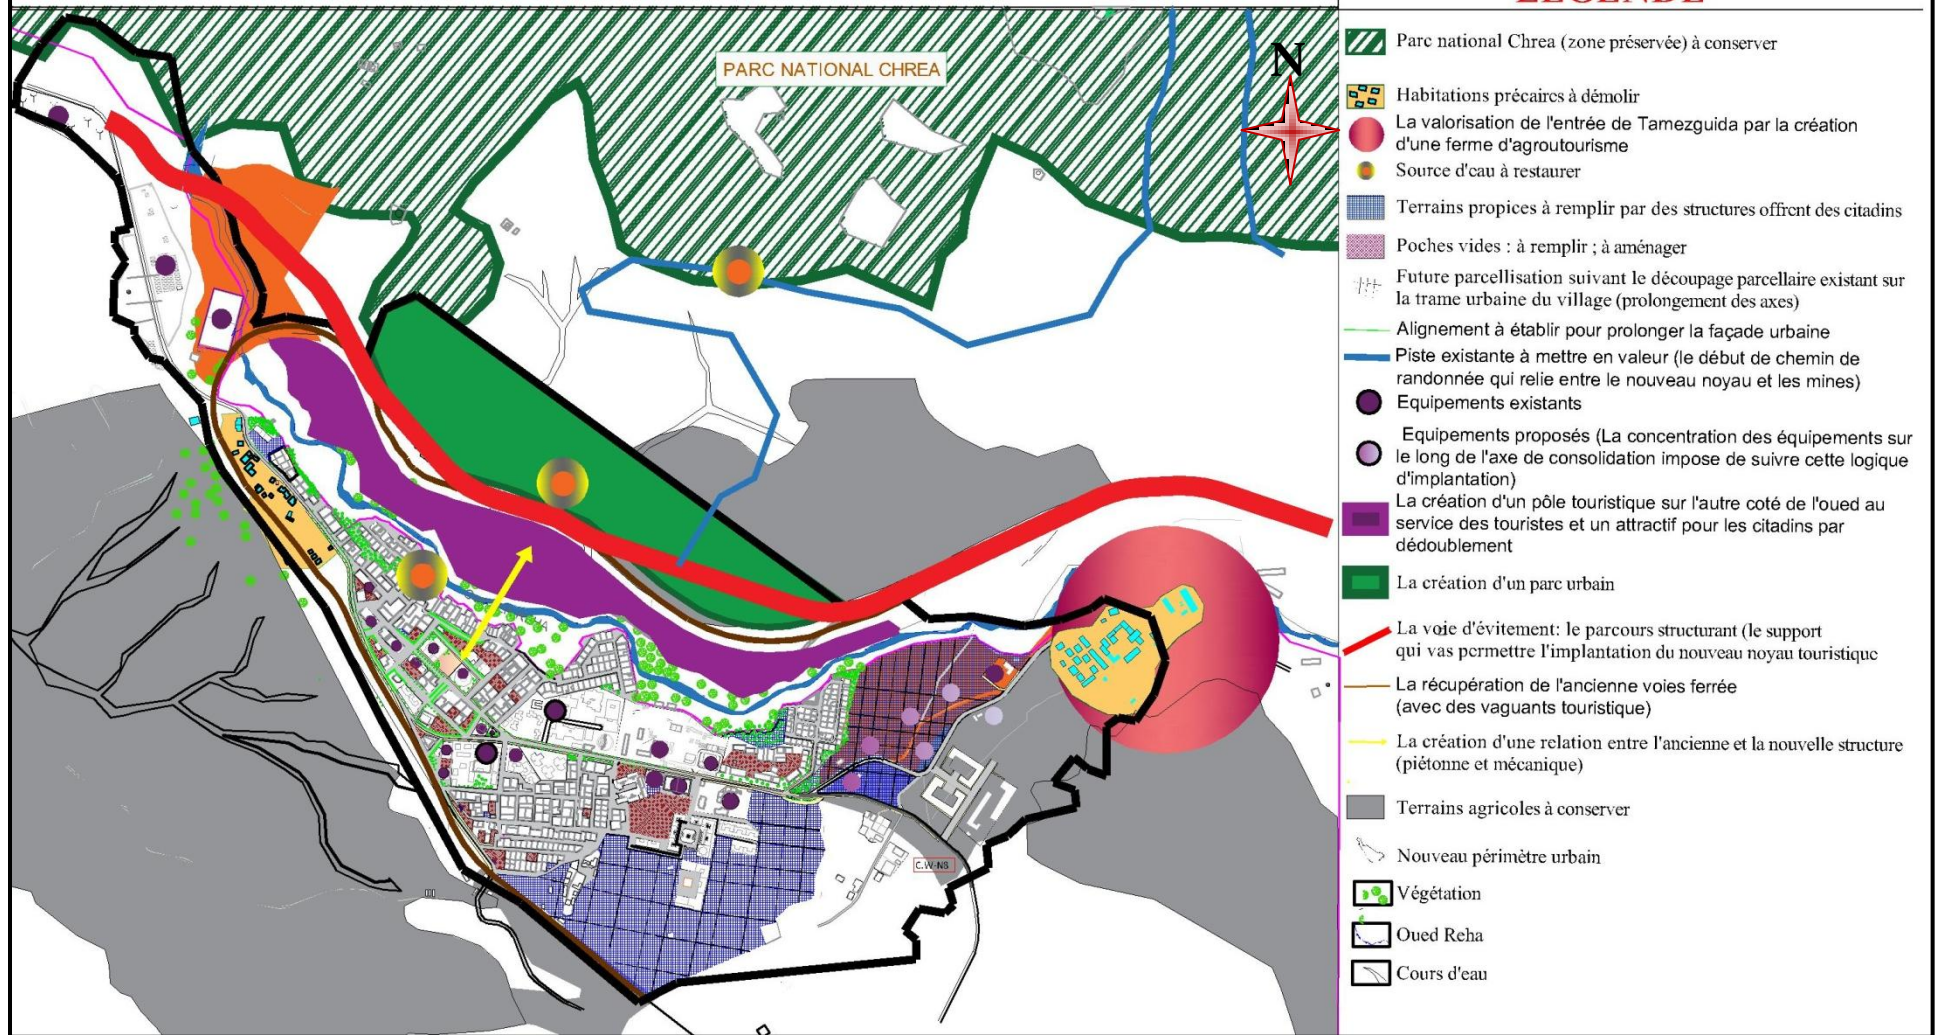 LEGENDE
PARC NATIONAL CHREA
N
C.W-NS
Parc national Chrea (zone préservée) à conserver
Habitations précaires à démolir
La valorisation de l'entrée de Tamezguida par la création
d'une ferme d'agroutourisme
Source d'eau à restaurer
Terrains propices à remplir par des structures offrent des citadins
Poches vides : à remplir ; à aménager
Future parcellisation suivant le découpage parcellaire existant sur
la trame urbaine du village (prolongement des axes)
Alignement à établir pour prolonger la façade urbaine
Piste existante à mettre en valeur (le début de chemin de
randonnée qui relie entre le nouveau noyau et les mines)
Equipements existants
Equipements proposés (La concentration des équipements sur
le long de l'axe de consolidation impose de suivre cette logique
d'implantation)
La création d'un pôle touristique sur l'autre coté de l'oued au
service des touristes et un attractif pour les citadins par
dédoublement
La création d'un parc urbain
La voie d'évitement: le parcours structurant (le support
qui vas permettre l'implantation du nouveau noyau touristique
La récupération de l'ancienne voies ferrée
(avec des vaguants touristique)
La création d'une relation entre l'ancienne et la nouvelle structure
(piétonne et mécanique)
Terrains agricoles à conserver
Nouveau périmètre urbain
Végétation
Oued Reha
Cours d'eau